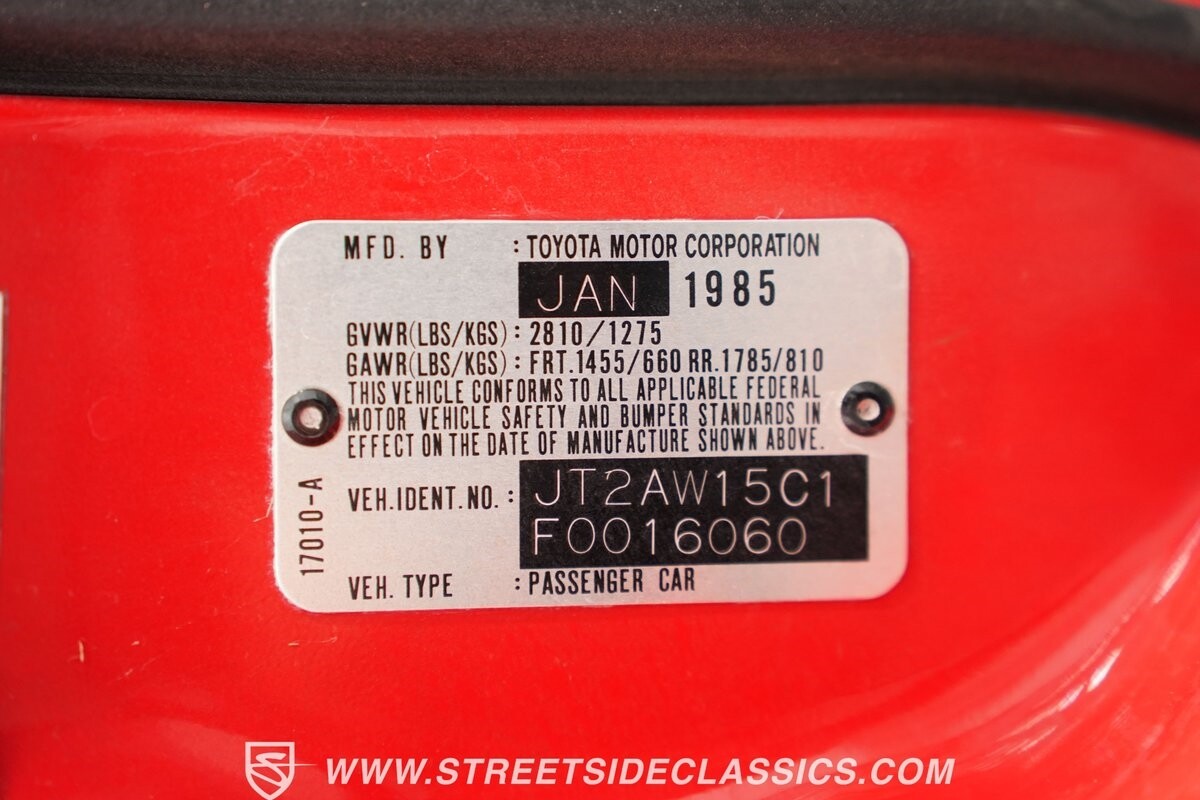 MFD. BY : TOYOTA MOTOR CORPORATION
JAN 1985
GVWR(LBS/KGS): 2810/1275
GAWR(LBS/KGS): FRT.1455/660 RR.1785/810
THIS VEHICLE CONFORMS TO ALL APPLICABLE FEDERAL
MOTOR VEHICLE SAFETY AND BUMPER STANDARDS IN
EFFECT ON THE DATE OF MANUFACTURE SHOWN ABOVE.
VEH.IDENT.NO.: JT2AW15C1
F0016060
VEH. TYPE : PASSENGER CAR
17010-A
WWW.STREETSIDECLASSICS.COM